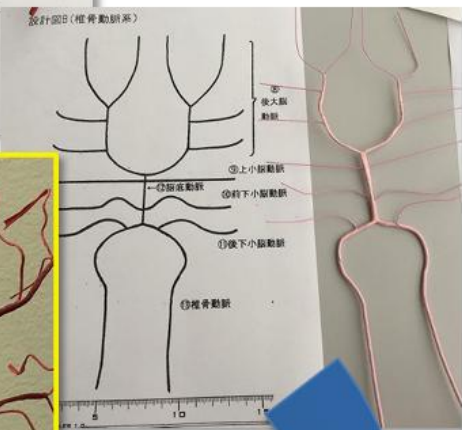 設計図B(椎骨動脈系)
⑧
後大脳
動脈
⑨上小脳動脈
⑫脳底動脈
⑩前下小脳動脈
⑪後下小脳動脈
⑬椎骨動脈
5 10 15